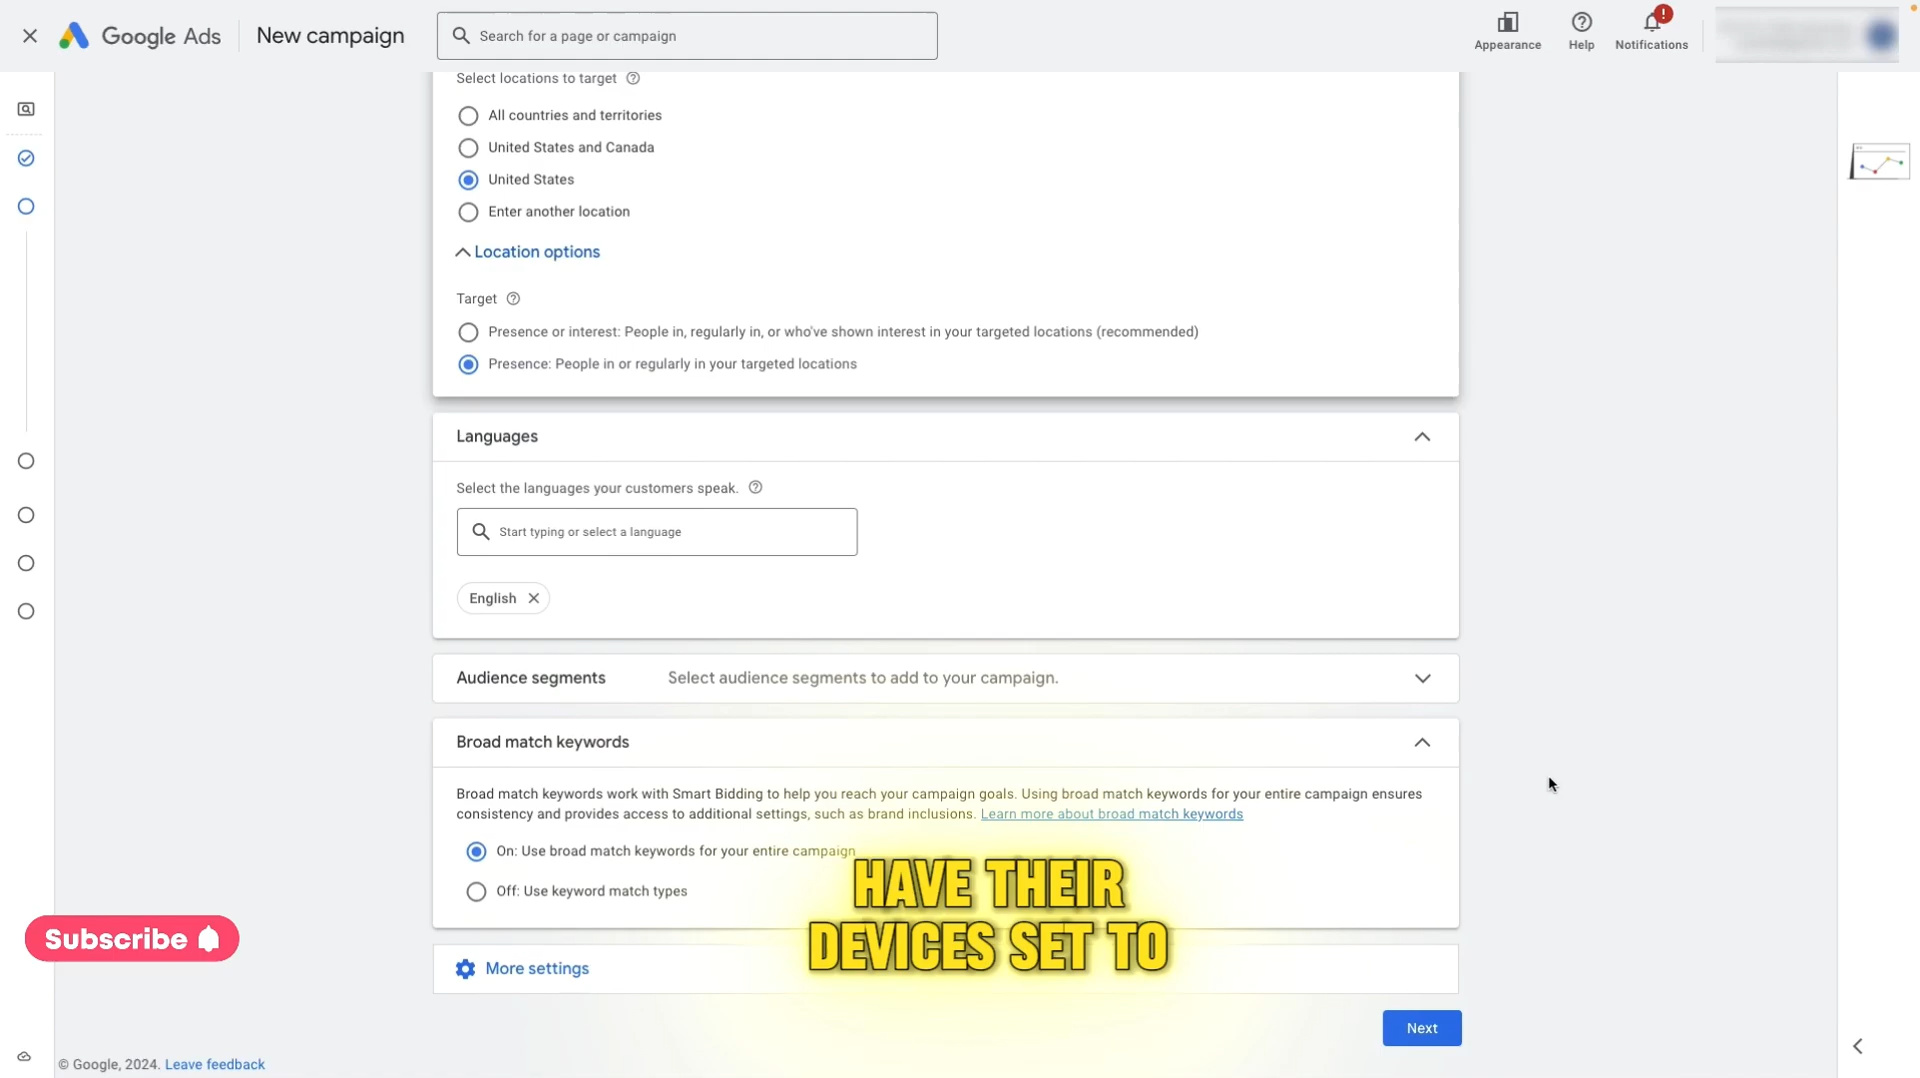 Google Ads
New campaign
Search for a page or campaign
Appearance
Help
Notifications
!
Select locations to target
All countries and territories
United States and Canada
United States
Enter another location
Location options
Target
Presence or interest: People in, regularly in, or who've shown interest in your targeted locations (recommended)
Presence: People in or regularly in your targeted locations
Languages
Select the languages your customers speak.
Start typing or select a language
English
Audience segments
Select audience segments to add to your campaign.
Broad match keywords
Broad match keywords work with Smart Bidding to help you reach your campaign goals. Using broad match keywords for your entire campaign ensures
consistency and provides access to additional settings, such as brand inclusions. Learn more about broad match keywords
On: Use broad match keywords for your entire campaign
Off: Use keyword match types
HAVE THEIR
DEVICES SET TO
Subscribe
More settings
Next
© Google, 2024. Leave feedback